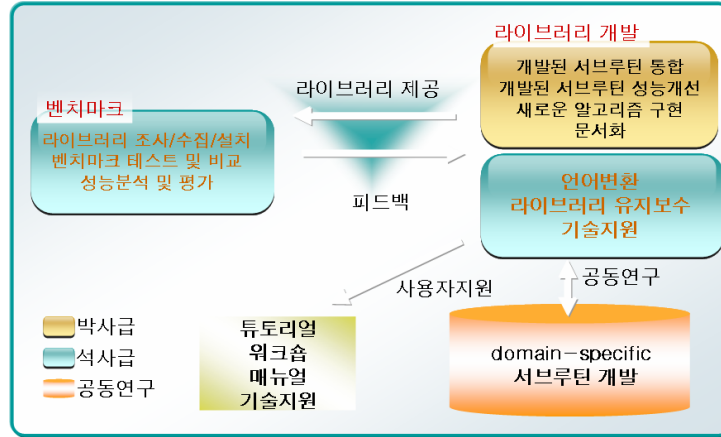 라이브러리 개발
개발된 서브루틴 통합
개발된 서브루틴 성능개선
새로운 알고리즘 구현
문서화
라이브러리 제공
벤치마크
라이브러리 조사/수집/설치
벤치마크 테스트 및 비교
성능분석 및 평가
피드백
언어변환
라이브러리 유지보수
기술지원
사용자지원
공동연구
박사급
석사급
공동연구
튜토리얼
워크숍
매뉴얼
기술지원
domain-specific
서브루틴 개발